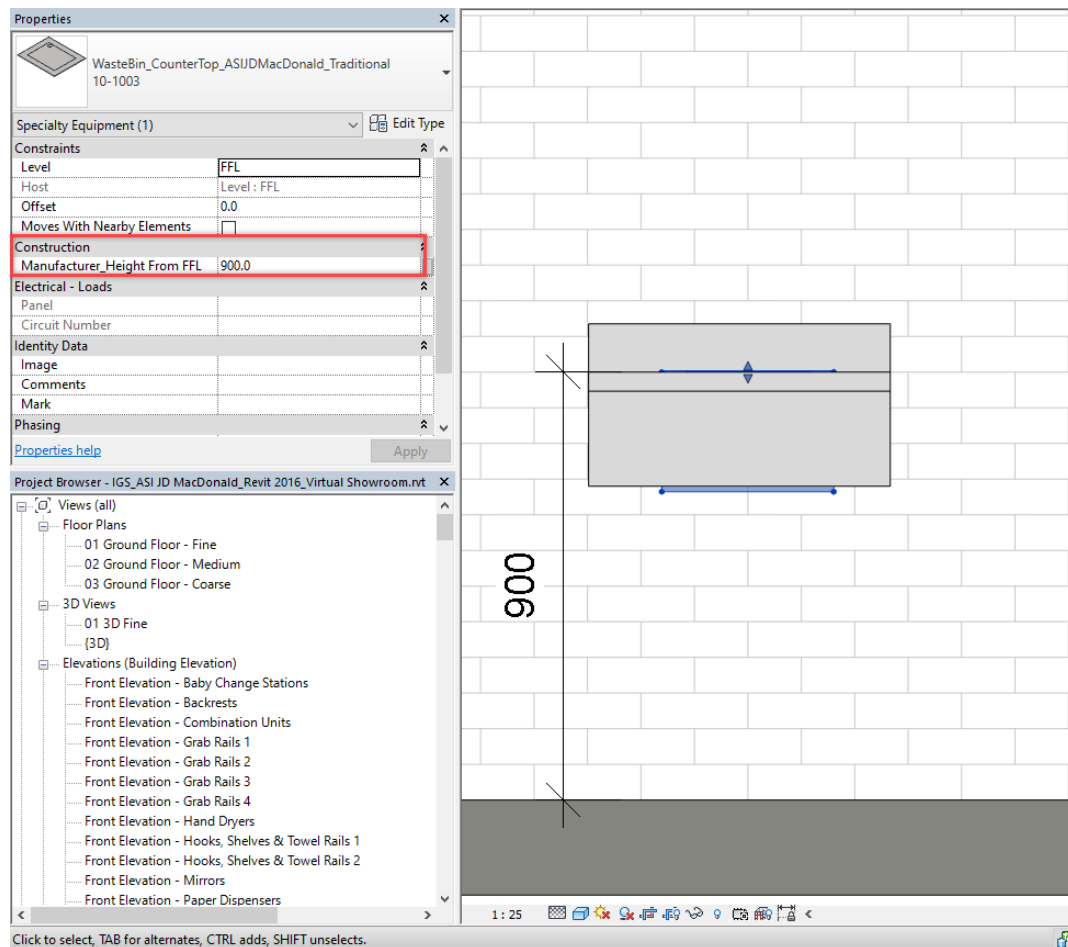 Properties
WasteBin_CounterTop_ASIJDMacDonald_Traditional
10-1003
Specialty Equipment (1)
Edit Type
Constraints
Level FFL
Host Level : FFL
Offset 0.0
Moves With Nearby Elements
Construction
Manufacturer_Height From FFL 900.0
Electrical - Loads
Panel
Circuit Number
Identity Data
Image
Comments
Mark
Phasing
Properties help
Apply
Project Browser - IGS_ASI JD MacDonald_Revit 2016_Virtual Showroom.rvt
Views (all)
Floor Plans
01 Ground Floor - Fine
02 Ground Floor - Medium
03 Ground Floor - Coarse
3D Views
01 3D Fine
{3D}
Elevations (Building Elevation)
Front Elevation - Baby Change Stations
Front Elevation - Backrests
Front Elevation - Combination Units
Front Elevation - Grab Rails 1
Front Elevation - Grab Rails 2
Front Elevation - Grab Rails 3
Front Elevation - Grab Rails 4
Front Elevation - Hand Dryers
Front Elevation - Hooks, Shelves & Towel Rails 1
Front Elevation - Hooks, Shelves & Towel Rails 2
Front Elevation - Mirrors
Front Elevation - Paper Dispensers
900
1 : 25
Click to select, TAB for alternates, CTRL adds, SHIFT unselects.